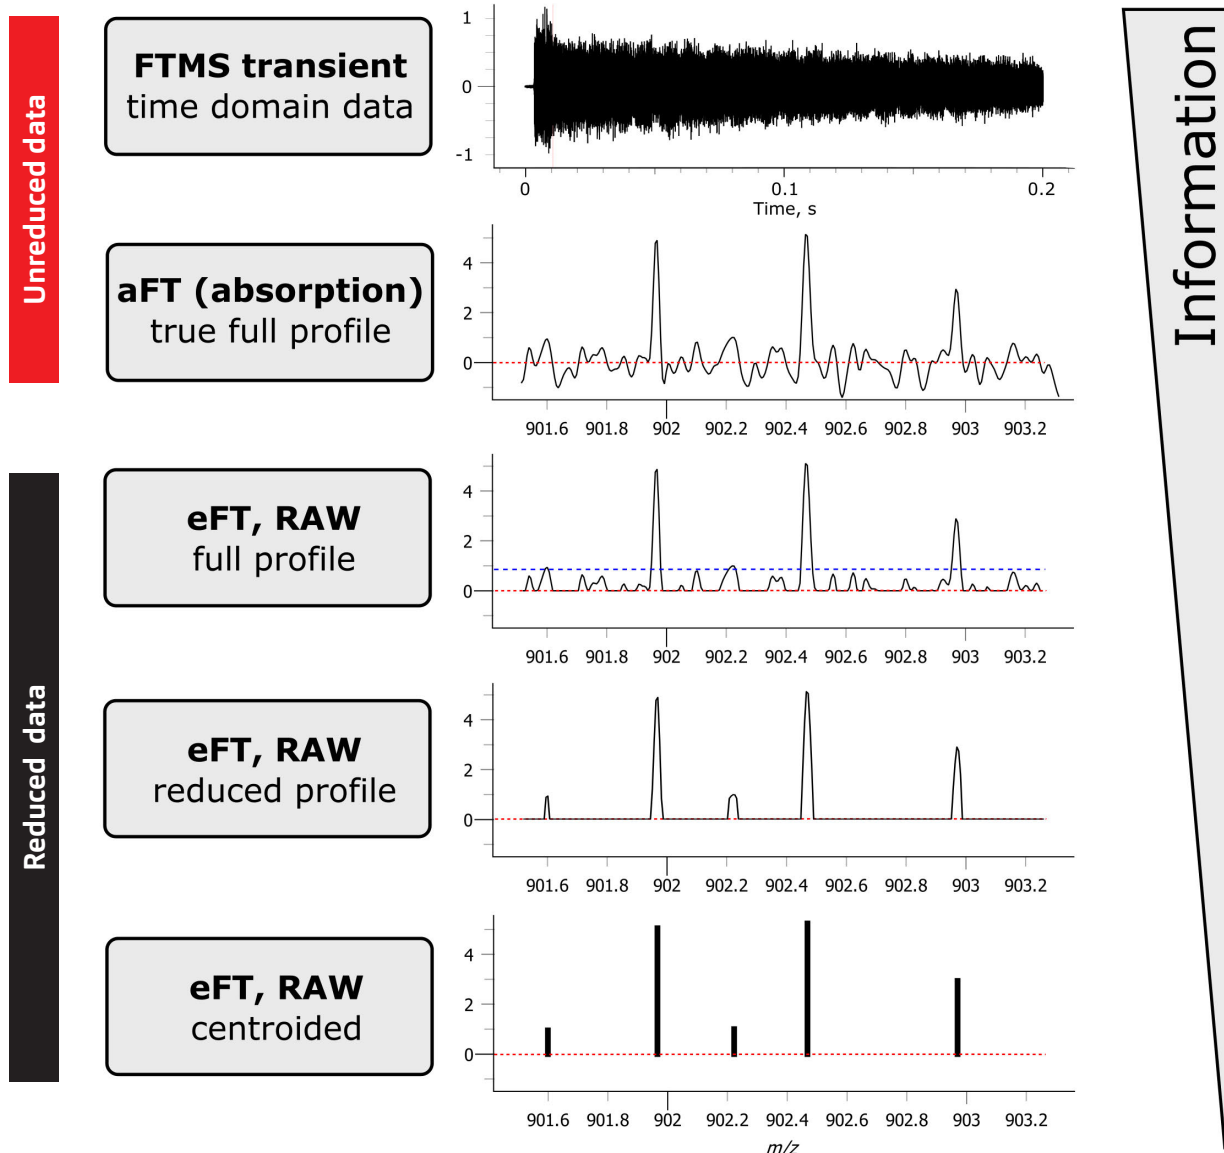 Unreduced data
FTMS transient
time domain data
1
0
-1
0
0.1
0.2
Time, s
Information
aFT (absorption)
true full profile
4
2
0
901.6 901.8 902 902.2 902.4 902.6 902.8 903 903.2
Reduced data
eFT, RAW
full profile
4
2
0
901.6 901.8 902 902.2 902.4 902.6 902.8 903 903.2
eFT, RAW
reduced profile
4
2
0
901.6 901.8 902 902.2 902.4 902.6 902.8 903 903.2
eFT, RAW
centroided
4
2
0
901.6 901.8 902 902.2 902.4 902.6 902.8 903 903.2
m/z